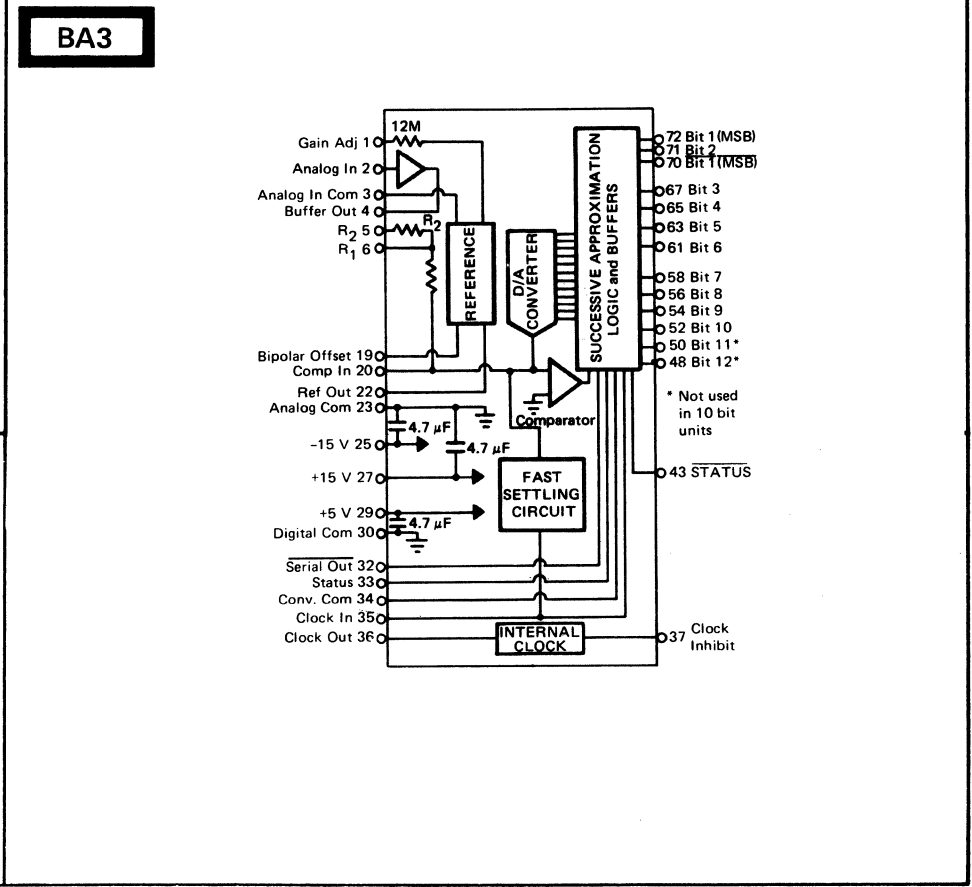 BA3
12M
Gain Adj 1
Analog In 2
Analog In Com 3
Buffer Out 4
R2 5
R2
R1 6
REFERENCE
D/A
CONVERTER
SUCCESSIVE APPROXIMATION
LOGIC and BUFFERS
72 Bit 1 (MSB)
71 Bit 2
70 Bit 1 (MSB)
67 Bit 3
65 Bit 4
63 Bit 5
61 Bit 6
58 Bit 7
56 Bit 8
54 Bit 9
52 Bit 10
50 Bit 11*
48 Bit 12*
* Not used
in 10 bit
units
Bipolar Offset 19
Comp In 20
Ref Out 22
Analog Com 23
Comparator
4.7 µF
–15 V 25
4.7 µF
+15 V 27
+5 V 29
4.7 µF
Digital Com 30
FAST
SETTLING
CIRCUIT
43 STATUS
Serial Out 32
Status 33
Conv. Com 34
Clock In 35
Clock Out 36
INTERNAL
CLOCK
37 Clock
Inhibit